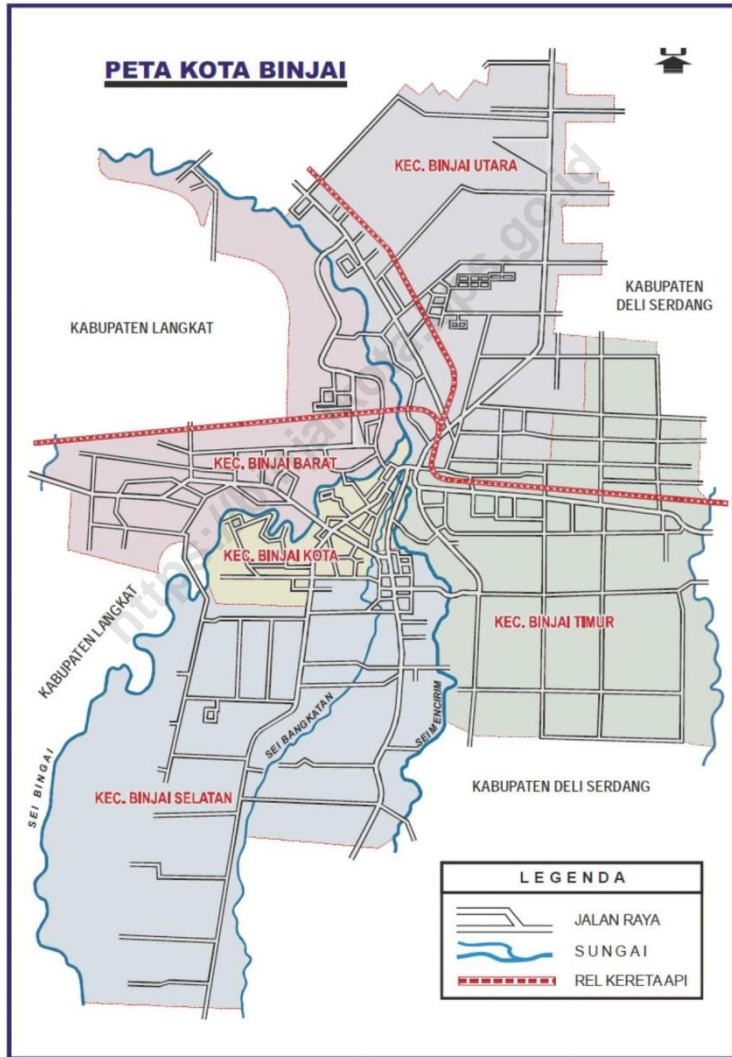 PETA KOTA BINJAI
U
KEC. BINJAI UTARA
KABUPATEN
DELI SERDANG
KABUPATEN LANGKAT
KEC. BINJAI BARAT
KEC. BINJAI KOTA
KABUPATEN LANGKAT
KEC. BINJAI TIMUR
SEI BANGKATAN
SEI MENCIRIM
SEI BINGAI
KABUPATEN DELI SERDANG
KEC. BINJAI SELATAN
LEGENDA
JALAN RAYA
SUNGAI
REL KERETA API